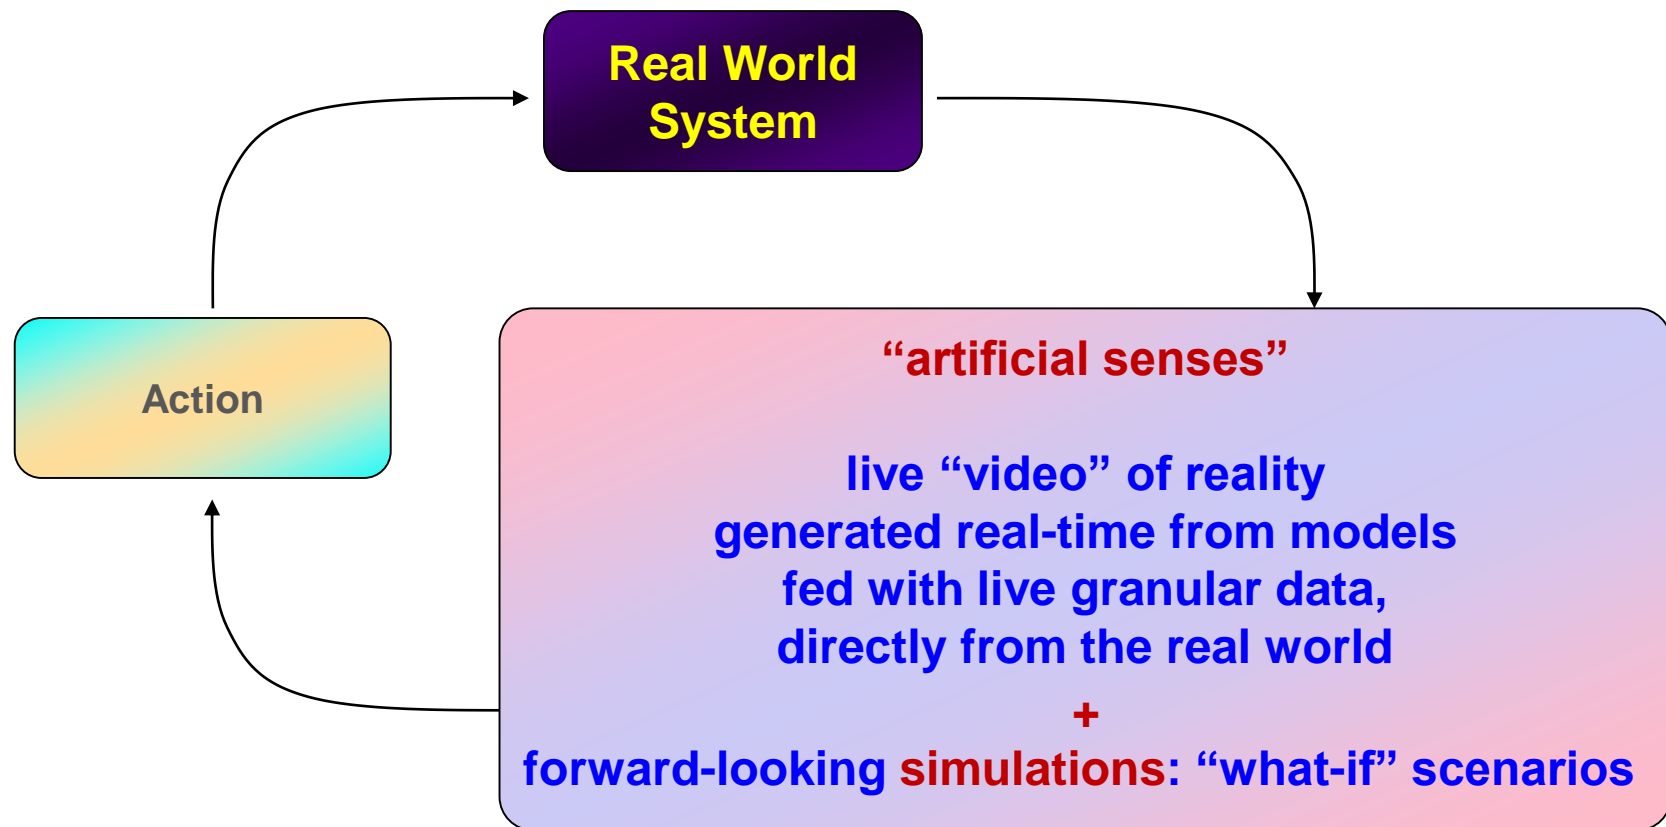 Real World
System
Action
“artificial senses”
live “video” of reality
generated real-time from models
fed with live granular data,
directly from the real world
+
forward-looking simulations: “what-if” scenarios